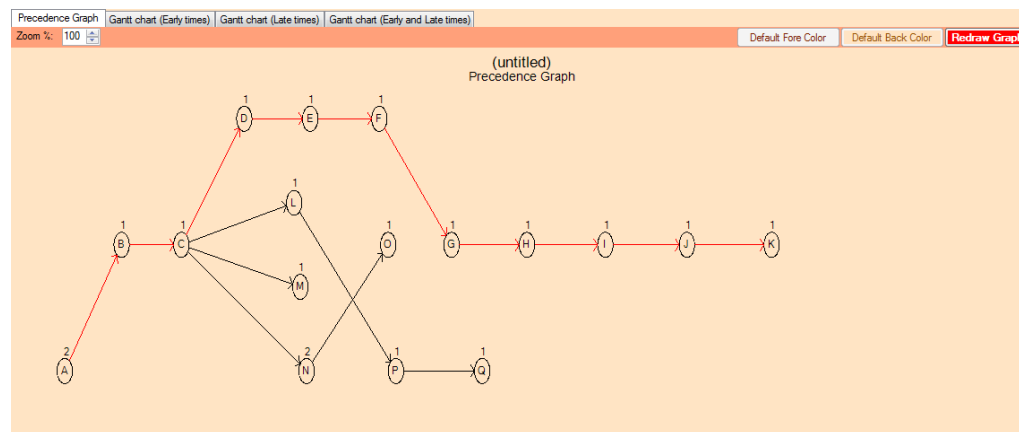 Precedence Graph Gantt chart (Early times) Gantt chart (Late times) Gantt chart (Early and Late times)
Zoom %: 100 Default Fore Color Default Back Color Redraw Grap
(untitled)
Precedence Graph
1 1 1
D E F
1
L
1 1 1 1 1 1 1 1
B C O G H I J K
1
M
2 2 1 1
A N P Q